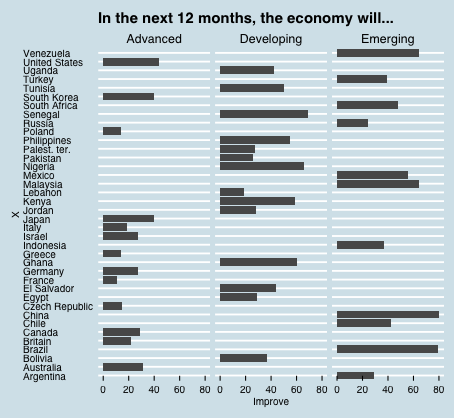 In the next 12 months, the economy will...
Advanced Developing Emerging
Venezuela
United States
Uganda
Turkey
Tunisia
South Korea
South Africa
Senegal
Russia
Poland
Philippines
Palest. ter.
Pakistan
Nigeria
Mexico
Malaysia
Lebanon
Kenya
Jordan
Japan
Italy
Israel
Indonesia
Greece
Ghana
Germany
France
El Salvador
Egypt
Czech Republic
China
Chile
Canada
Britain
Brazil
Bolivia
Australia
Argentina
X
0 20 40 60 80 0 20 40 60 80 0 20 40 60 80
Improve